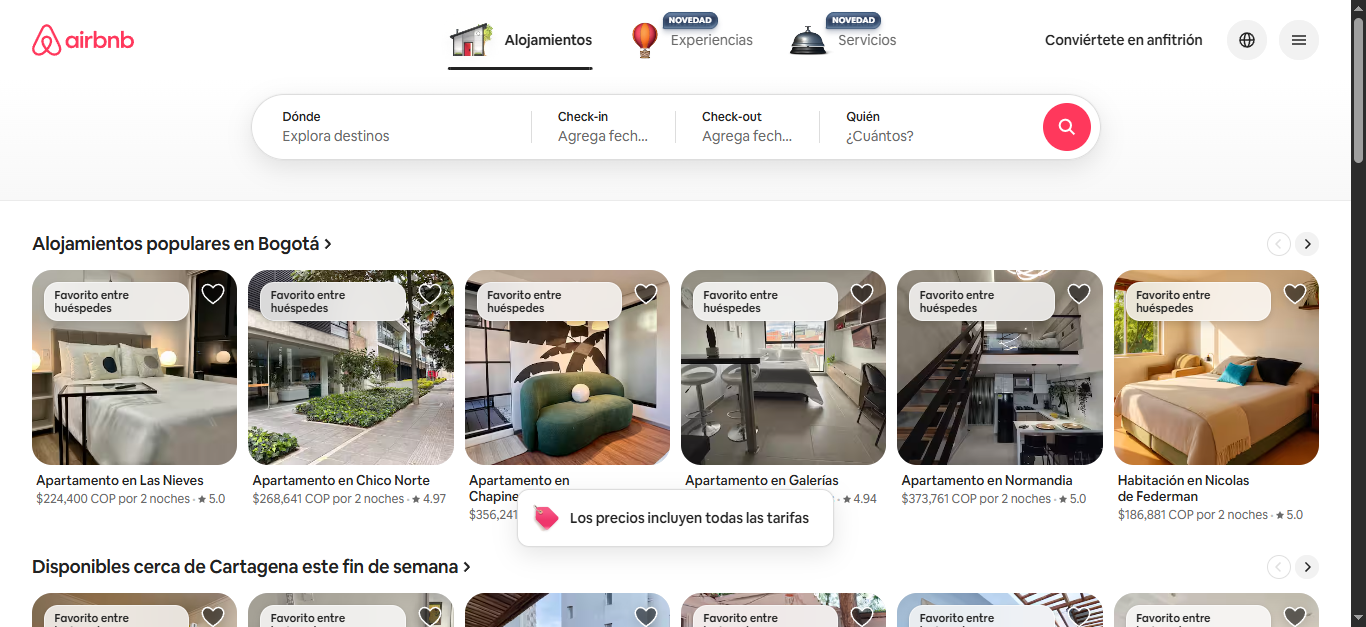 airbnb
Alojamientos
NOVEDAD
Experiencias
NOVEDAD
Servicios
Conviértete en anfitrión
Dónde
Explora destinos
Check-in
Agrega fech...
Check-out
Agrega fech...
Quién
¿Cuántos?
Alojamientos populares en Bogotá
Favorito entre
huéspedes
Favorito entre
huéspedes
Favorito entre
huéspedes
Favorito entre
huéspedes
Favorito entre
huéspedes
Favorito entre
huéspedes
Apartamento en Las Nieves
$224,400 COP por 2 noches · ★ 5.0
Apartamento en Chico Norte
$268,641 COP por 2 noches · ★ 4.97
Apartamento en
Chapine
$356,241
Apartamento en Galerías
· ★ 4.94
Apartamento en Normandia
$373,761 COP por 2 noches · ★ 5.0
Habitación en Nicolas
de Federman
$186,881 COP por 2 noches · ★ 5.0
Los precios incluyen todas las tarifas
Disponibles cerca de Cartagena este fin de semana
Favorito entre
Favorito entre
Favorito entre
Favorito entre
Favorito entre